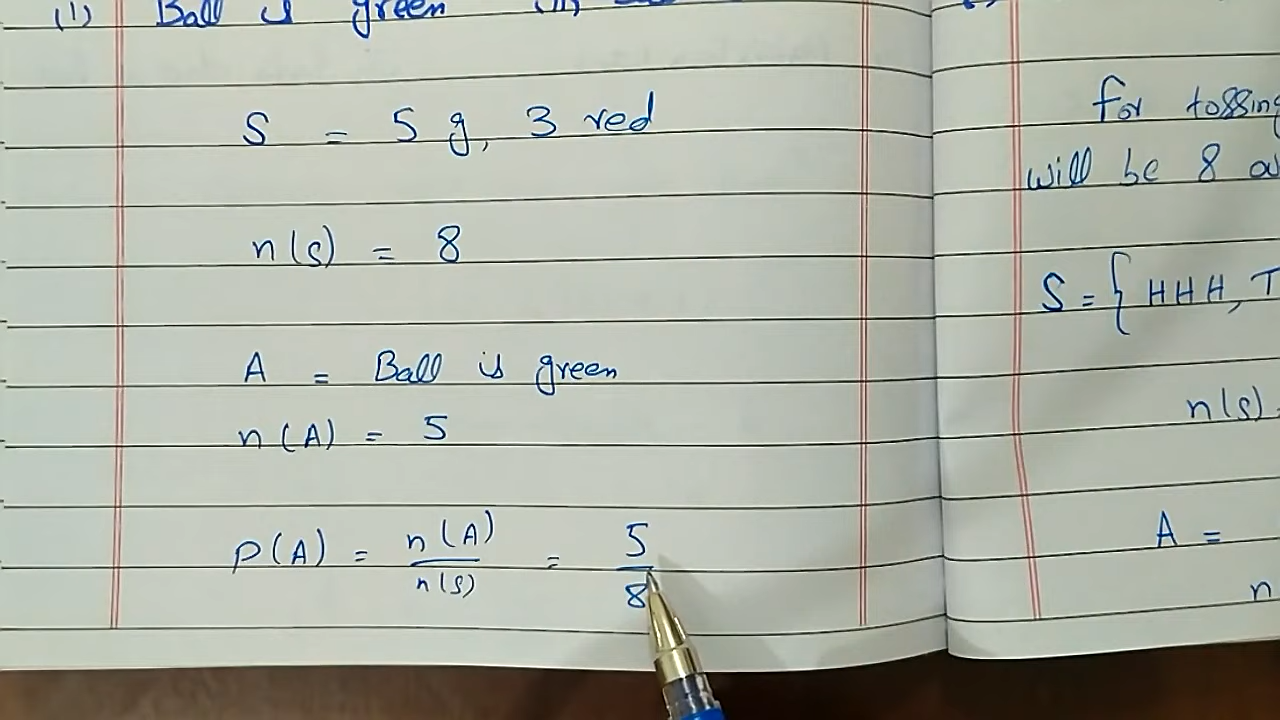 (i) Ball is green (ii)
S = 5 g, 3 red
n(s) = 8
A = Ball is green
n(A) = 5
P(A) = n(A)/n(s) = 5/8
for tossing
will be 8
S = { HHH, T
n(s)
A =
n